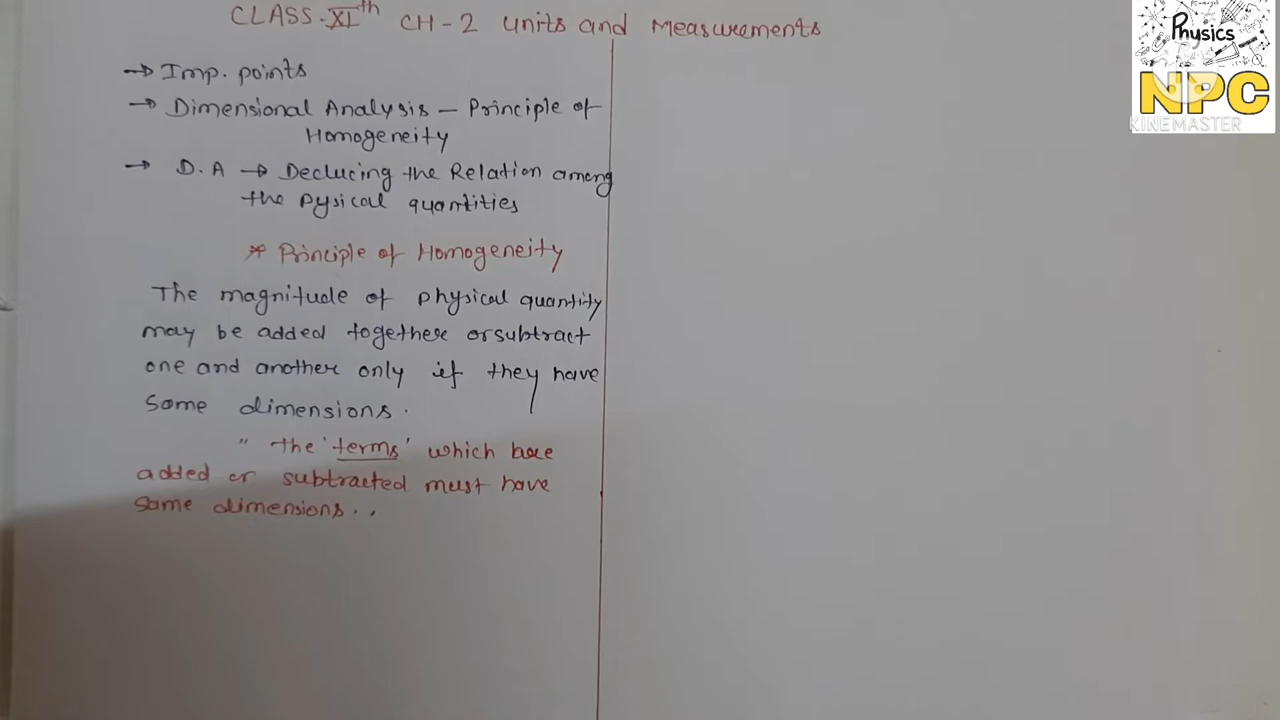 CLASS-XIth CH-2 units and Measurements
→ Imp. points
→ Dimensional Analysis – Principle of
Homogeneity
→ D.A → Deducing the Relation among
the pysical quantities
* Principle of Homogeneity
The magnitude of physical quantity
may be added together or subtract
one and another only if they have
Same dimensions.
" the 'terms' which
added or subtracted must have
Same dimensions..
Physics
NPC
KINEMASTER